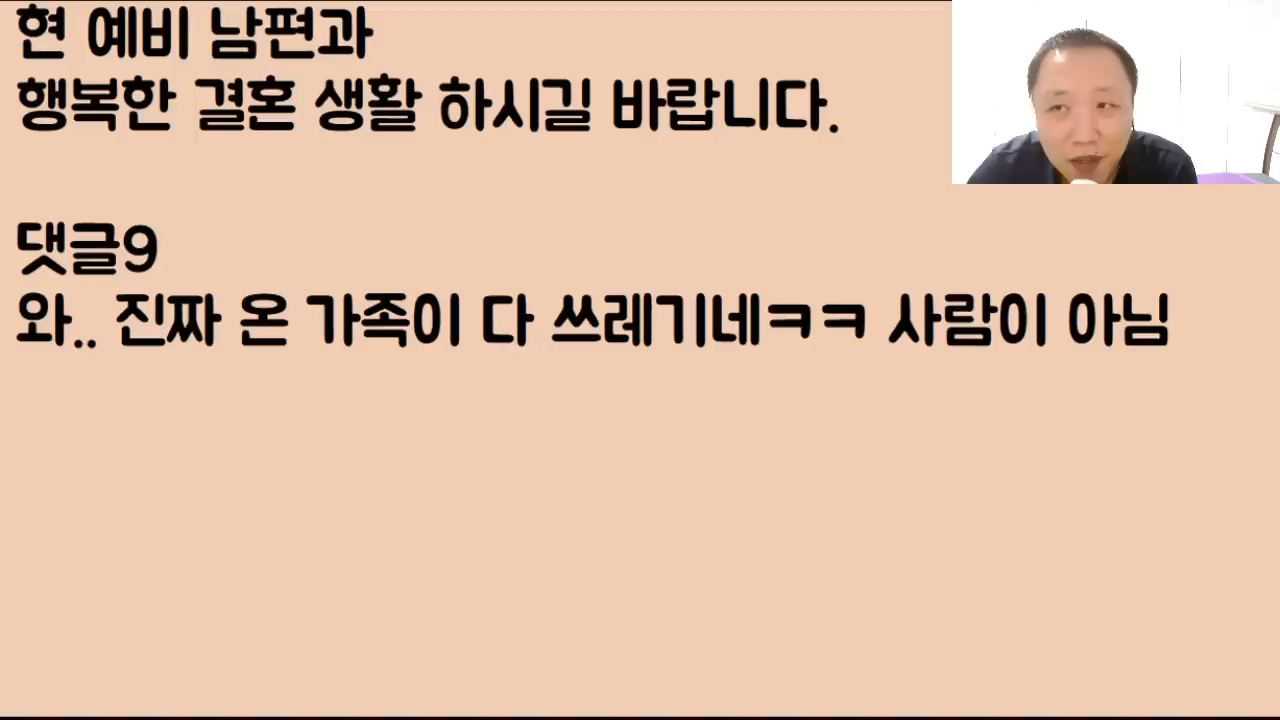 현 예비 남편과
행복한 결혼 생활 하시길 바랍니다.
댓글9
와.. 진짜 온 가족이 다 쓰레기네ㅋㅋ 사람이 아님